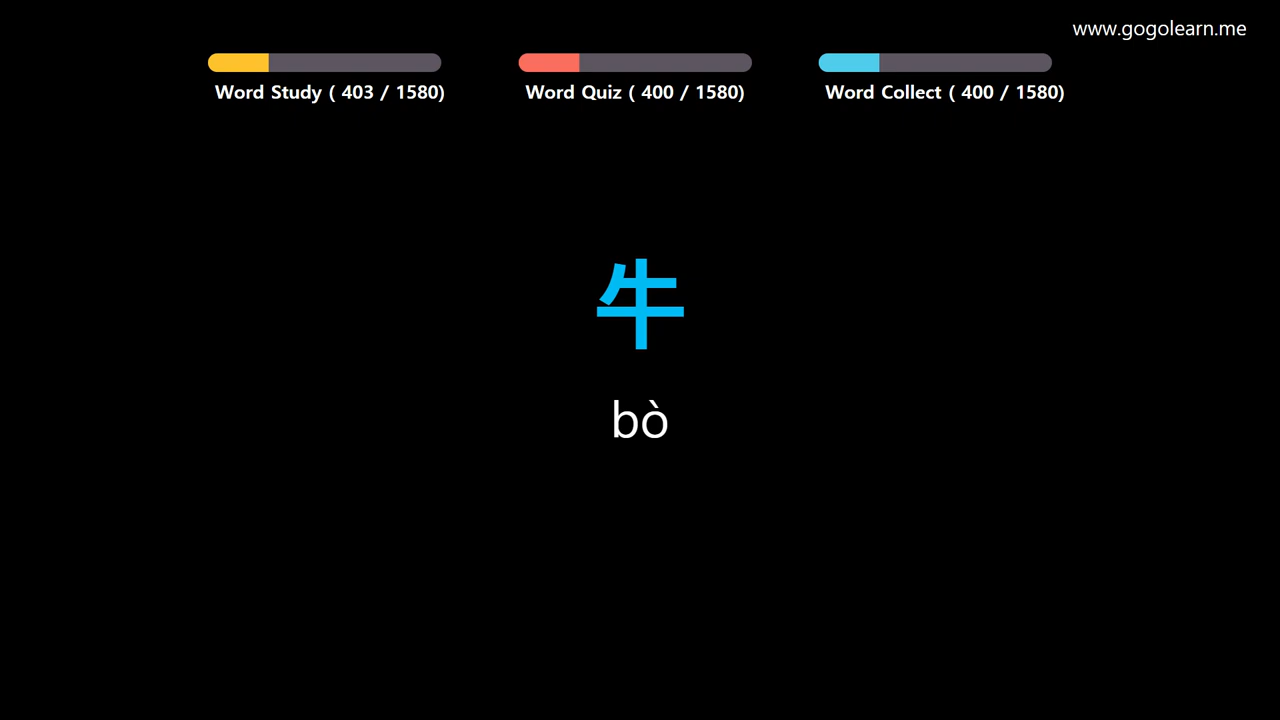 www.gogolearn.me
Word Study ( 403 / 1580)
Word Quiz ( 400 / 1580)
Word Collect ( 400 / 1580)
牛
bò